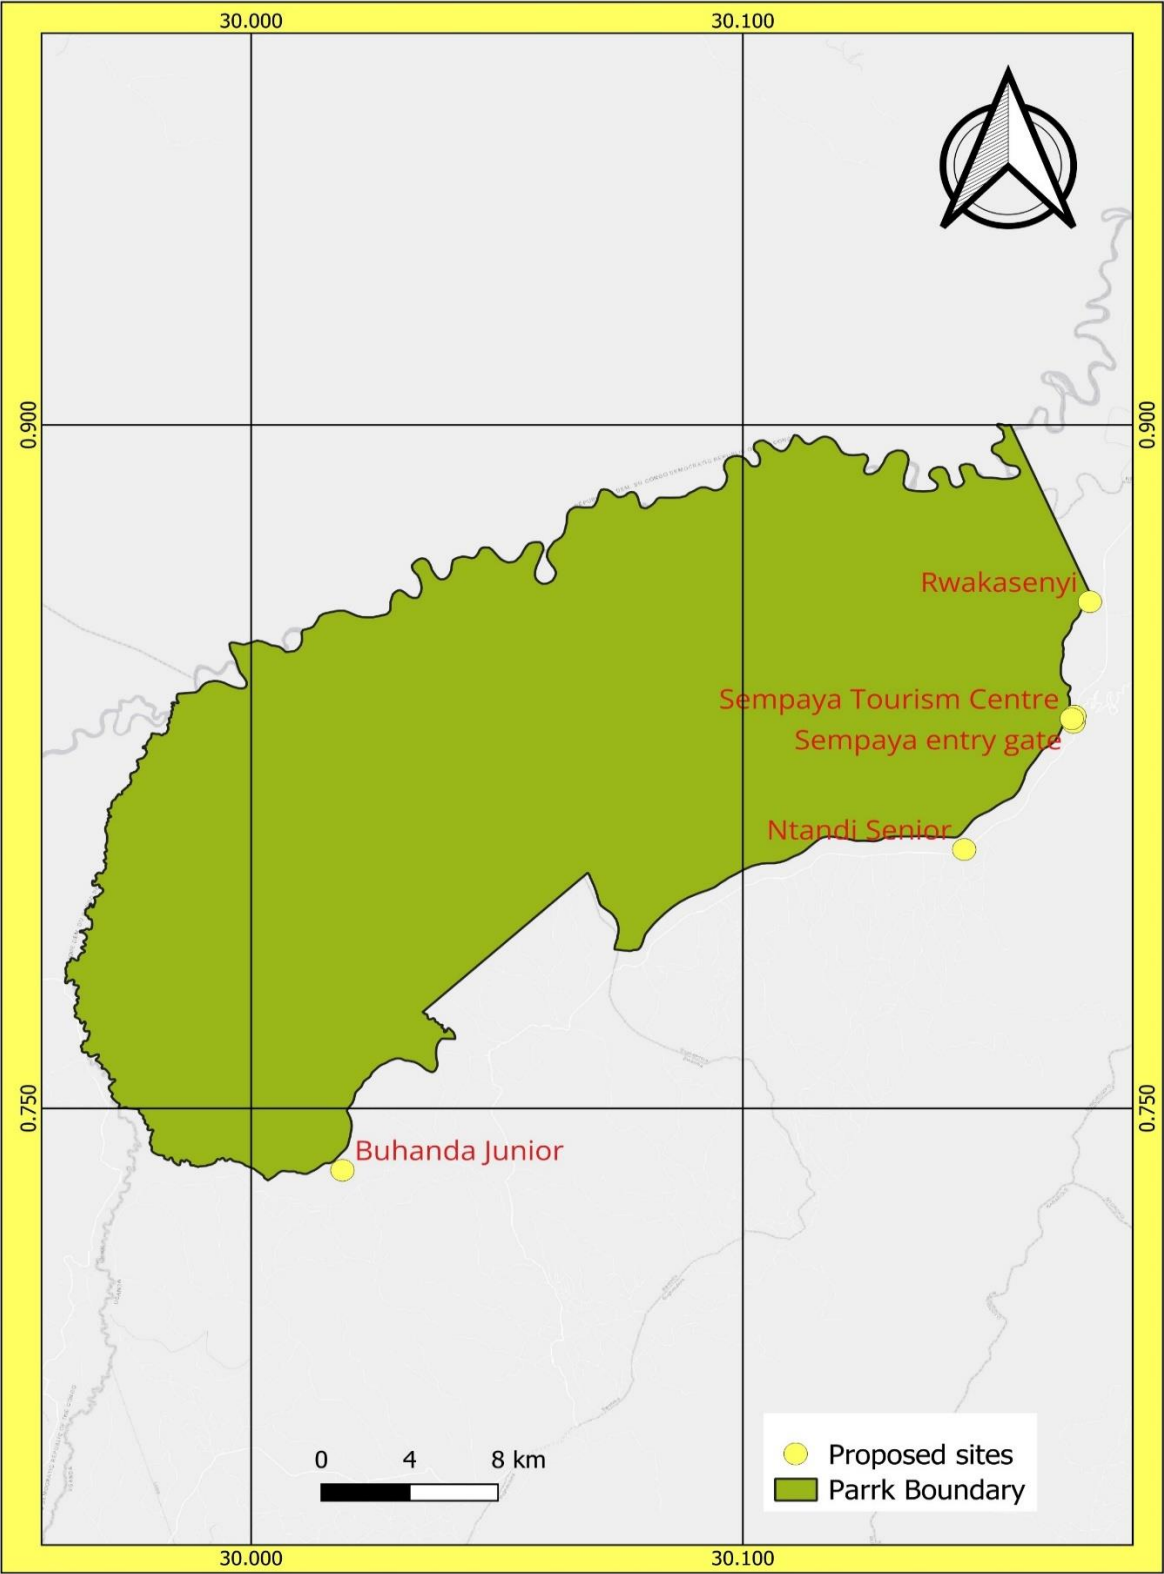 30.000 30.100
0.900 0.900
Rwakasenyi
Sempaya Tourism Centre
Sempaya entry gate
Ntandi Senior
0.750 0.750
Buhanda Junior
0 4 8 km
Proposed sites
Parrk Boundary
30.000 30.100